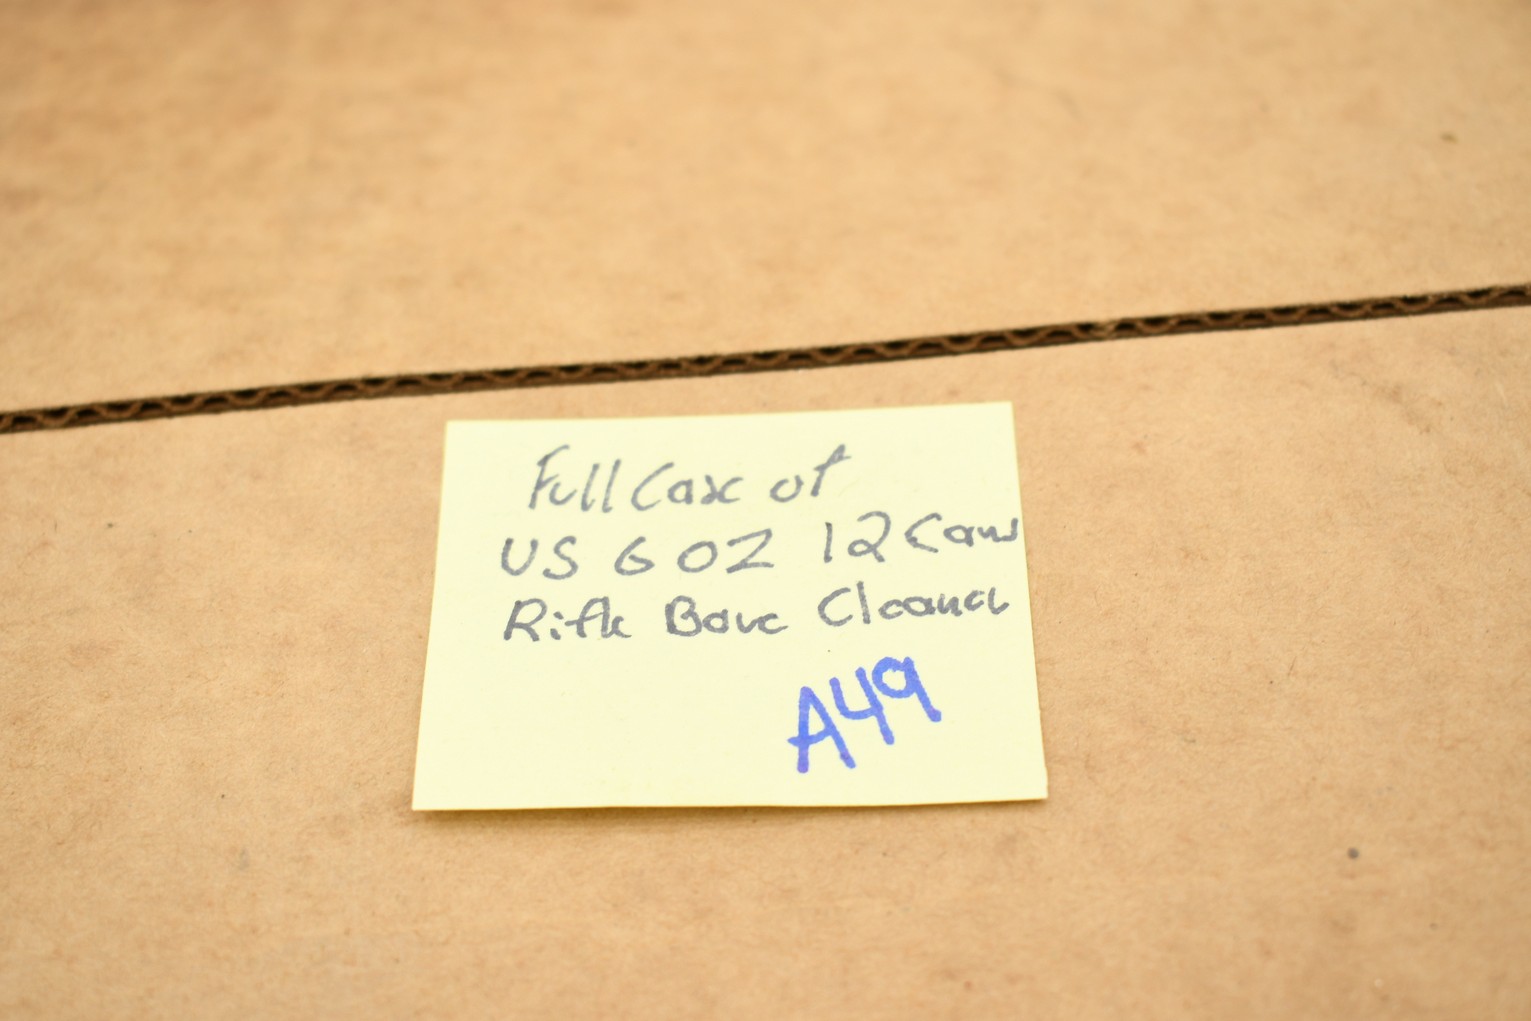 Full Case of
US 6 OZ 12 Cans
Rifle Bore Cleaner
A49